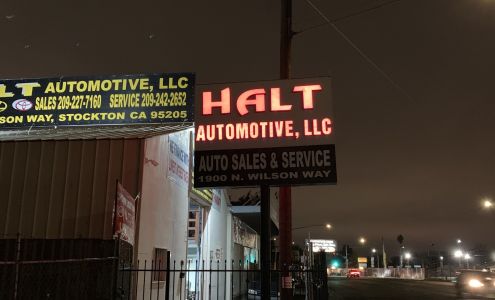 LT AUTOMOTIVE, LLC
SALES 209-227-7160 SERVICE 209-242-2652
SON WAY, STOCKTON CA 95205
HALT
AUTOMOTIVE, LLC
AUTO SALES & SERVICE
1900 N. WILSON WAY